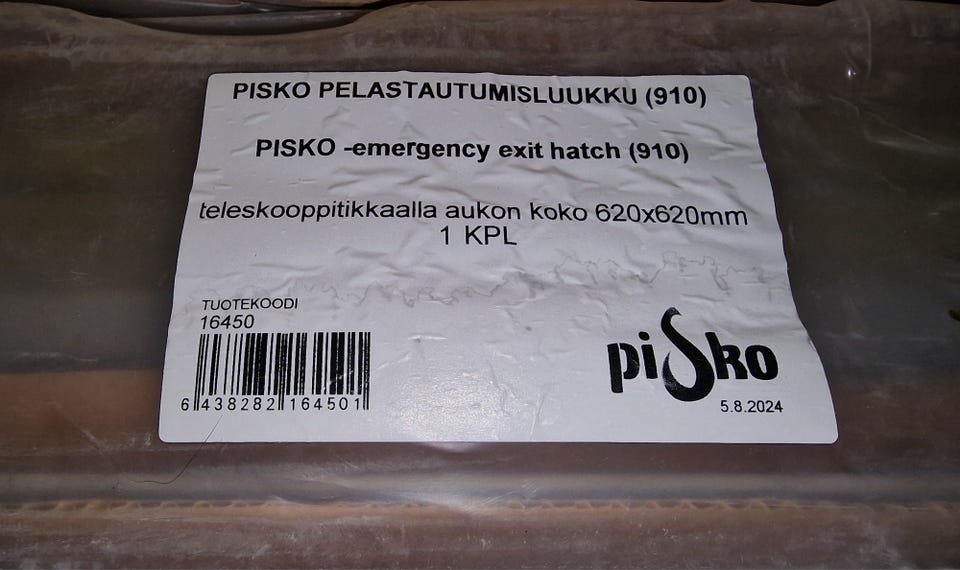 PISKO PELASTAUTUMISLUUKKU (910)
PISKO -emergency exit hatch (910)
teleskooppitikkaalla aukon koko 620x620mm
1 KPL
TUOTEKOODI
16450
6 438282 164501
piSko
5.8.2024